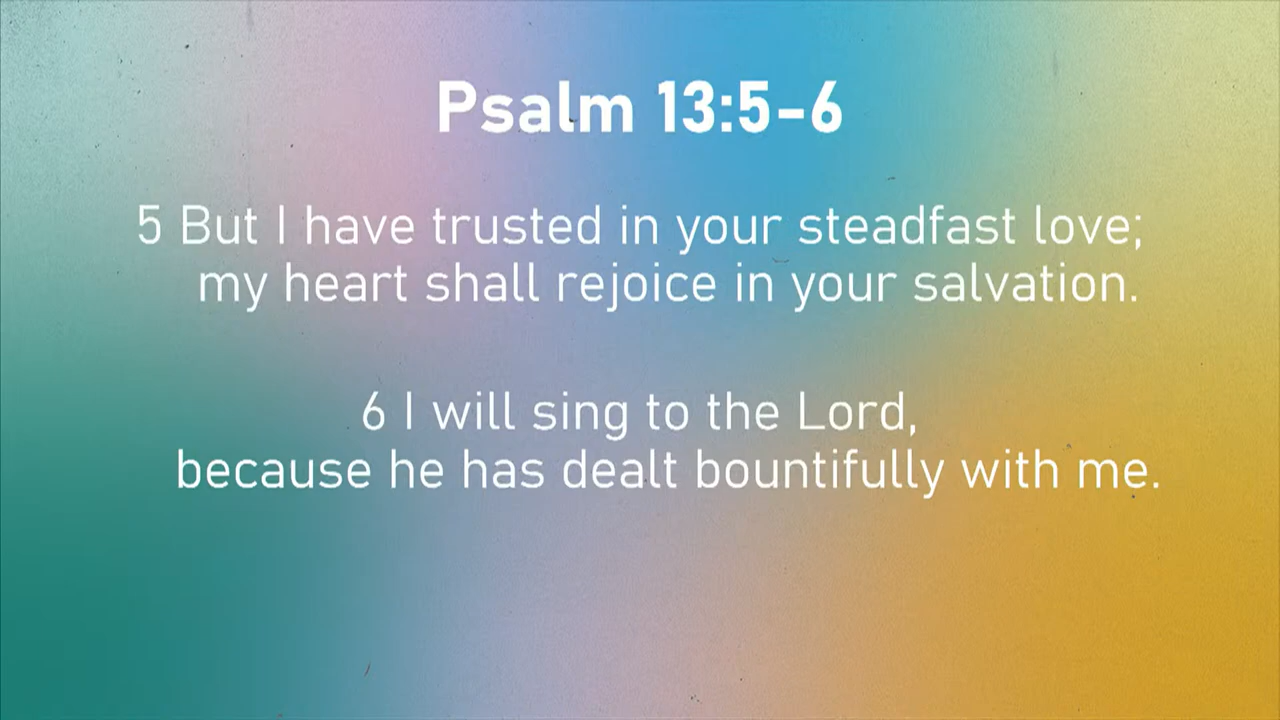 Psalm 13:5-6
5 But I have trusted in your steadfast love;
my heart shall rejoice in your salvation.
6 I will sing to the Lord,
because he has dealt bountifully with me.